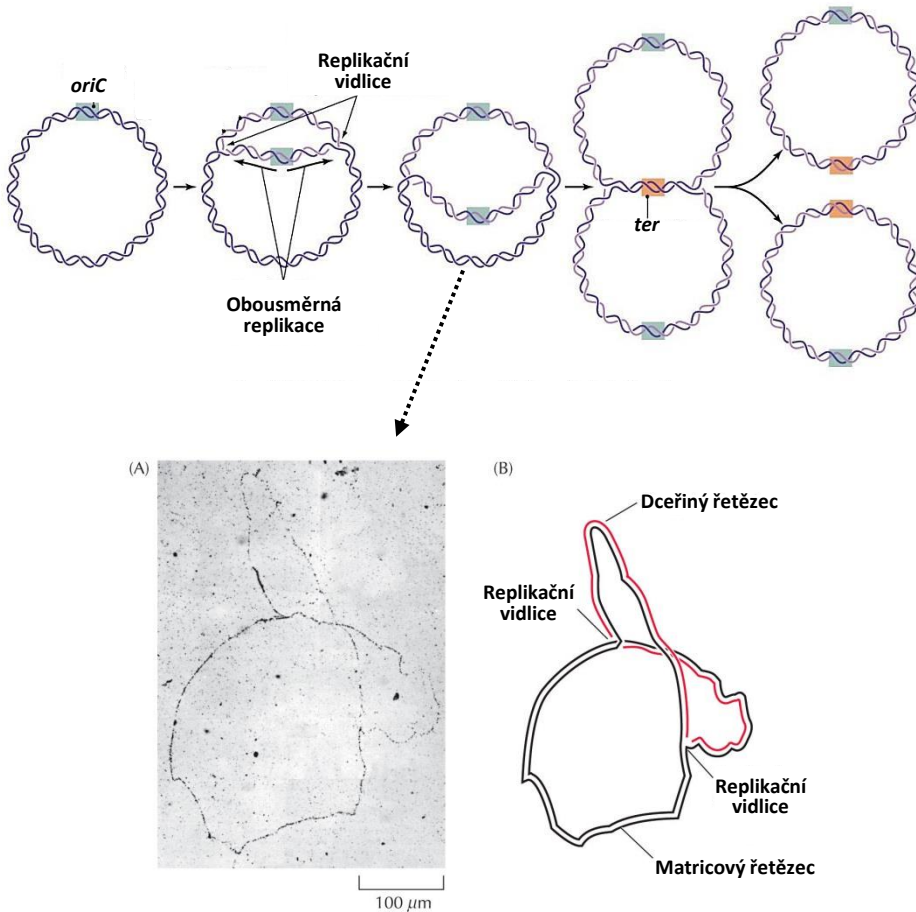 oriC
Replikační
vidlice
ter
Obousměrná
replikace
(A)
(B)
Dceřiný řetězec
Replikační
vidlice
Replikační
vidlice
Matricový řetězec
100 μm